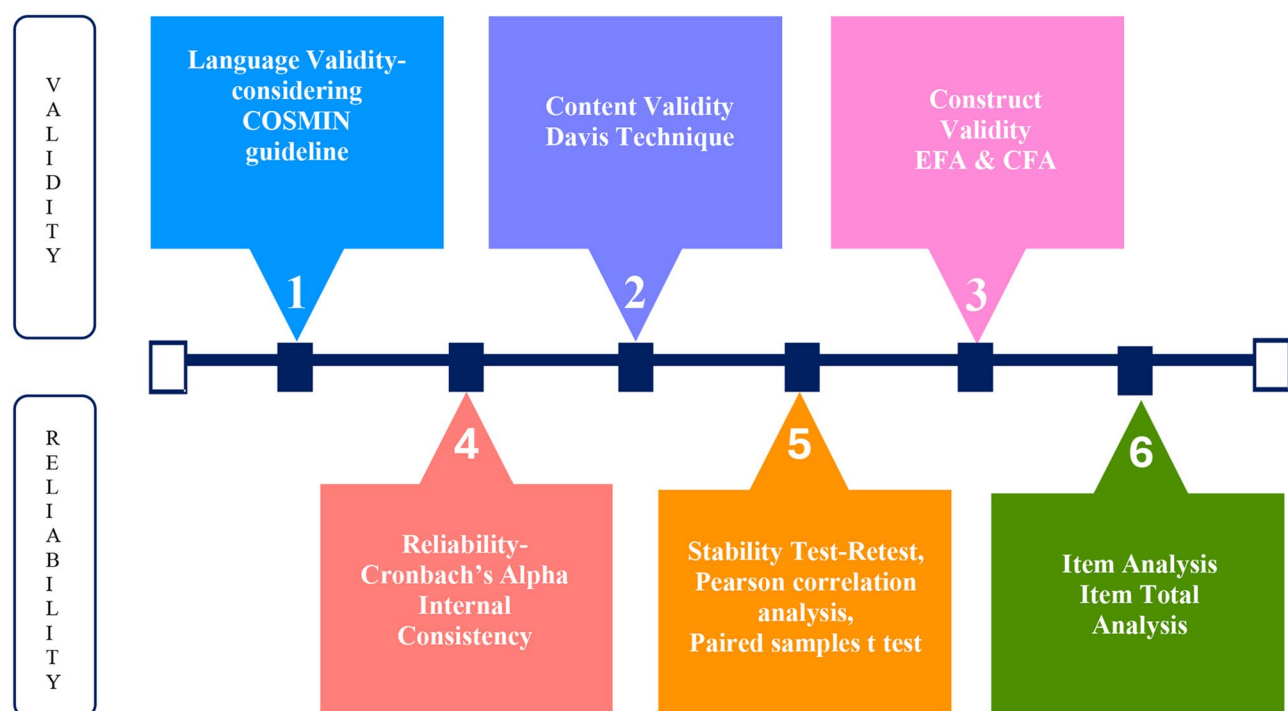 VALIDITY
Language Validity-
considering
COSMIN
guideline
1
Content Validity
Davis Technique
2
Construct
Validity
EFA & CFA
3
RELIABILITY
4
Reliability-
Cronbach’s Alpha
Internal
Consistency
5
Stability Test-Retest,
Pearson correlation
analysis,
Paired samples t test
6
Item Analysis
Item Total
Analysis